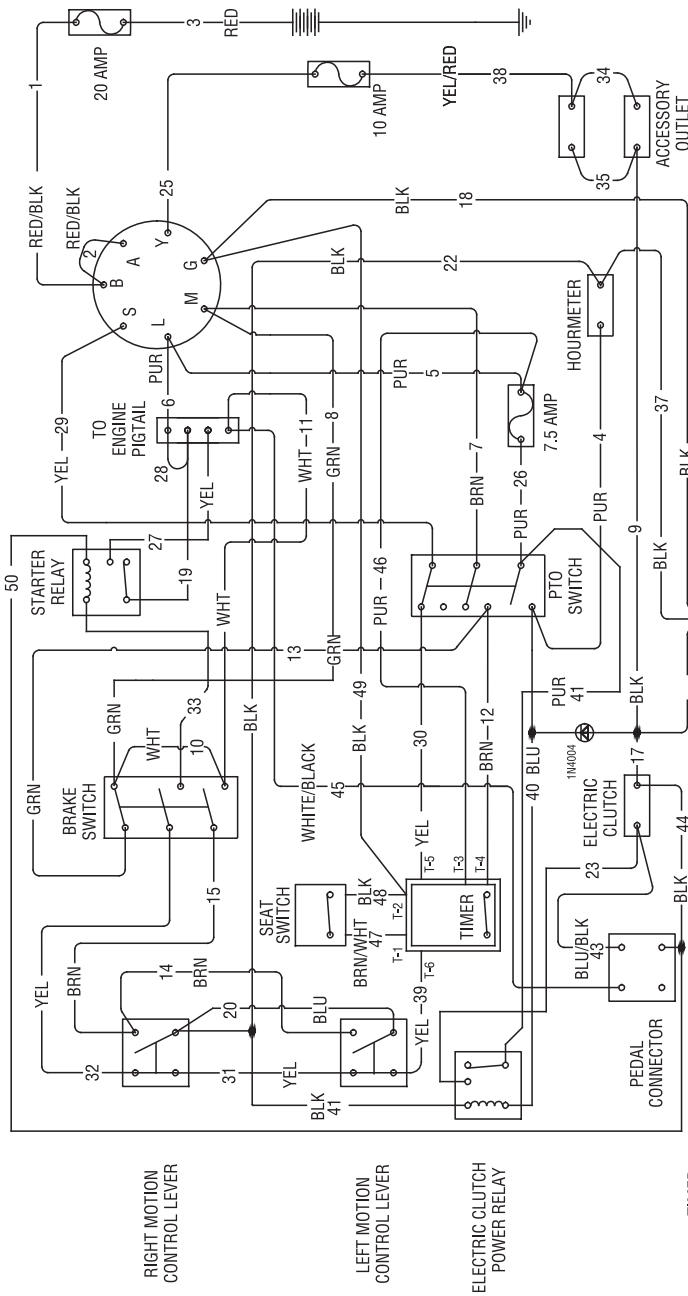 50
1
RED/BLK
3
RED
20 AMP
RED/BLK
2
B
A
S
Y
L
G
M
25
10 AMP
YEL/RED
38
34
35
ACCESSORY
OUTLET
BLK
18
BLK
22
HOURMETER
37
BLK
BLK
YEL
29
STARTER
RELAY
27
YEL
19
28
TO
ENGINE
PIGTAIL
PUR
6
WHT
11
GRN
8
PUR
5
7.5 AMP
BRN
7
PUR
26
PUR
4
9
BLK
PTO
SWITCH
PUR
46
PUR
41
13
GRN
WHT
33
GRN
WHT
10
BRAKE
SWITCH
GRN
BLK
WHITE/BLACK
45
BLK
49
YEL
30
BRN
12
BLU
40
1N4004
17
ELECTRIC
CLUTCH
23
44
BLK
BLU/BLK
43
PEDAL
CONNECTOR
SEAT
SWITCH
BLK
48
BRN/WHT
47
T-1
T-2
T-3
T-4
T-5
T-6
TIMER
YEL
39
YEL
BRN
15
14
BRN
20
BLU
32
31
YEL
BLK
41
RIGHT MOTION
CONTROL LEVER
LEFT MOTION
CONTROL LEVER
ELECTRIC CLUTCH
POWER RELAY